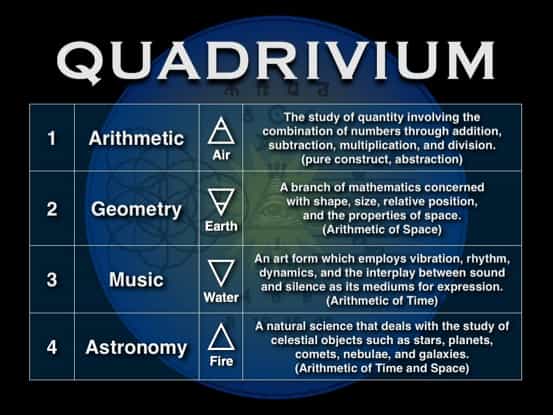 QUADRIVIUM
1
Arithmetic
Air
The study of quantity involving the
combination of numbers through addition,
subtraction, multiplication, and division.
(pure construct, abstraction)
2
Geometry
Earth
A branch of mathematics concerned
with shape, size, relative position,
and the properties of space.
(Arithmetic of Space)
3
Music
Water
An art form which employs vibration, rhythm,
dynamics, and the interplay between sound
and silence as its mediums for expression.
(Arithmetic of Time)
4
Astronomy
Fire
A natural science that deals with the study of
celestial objects such as stars, planets,
comets, nebulae, and galaxies.
(Arithmetic of Time and Space)